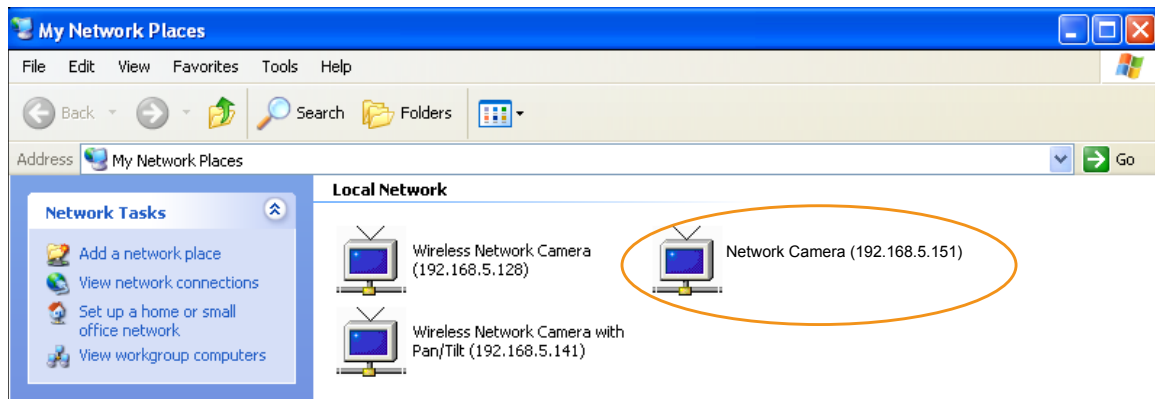 My Network Places
File Edit View Favorites Tools Help
Back Search Folders
Address My Network Places Go
Network Tasks
Add a network place
View network connections
Set up a home or small
office network
View workgroup computers
Local Network
Wireless Network Camera
(192.168.5.128)
Network Camera (192.168.5.151)
Wireless Network Camera with
Pan/Tilt (192.168.5.141)